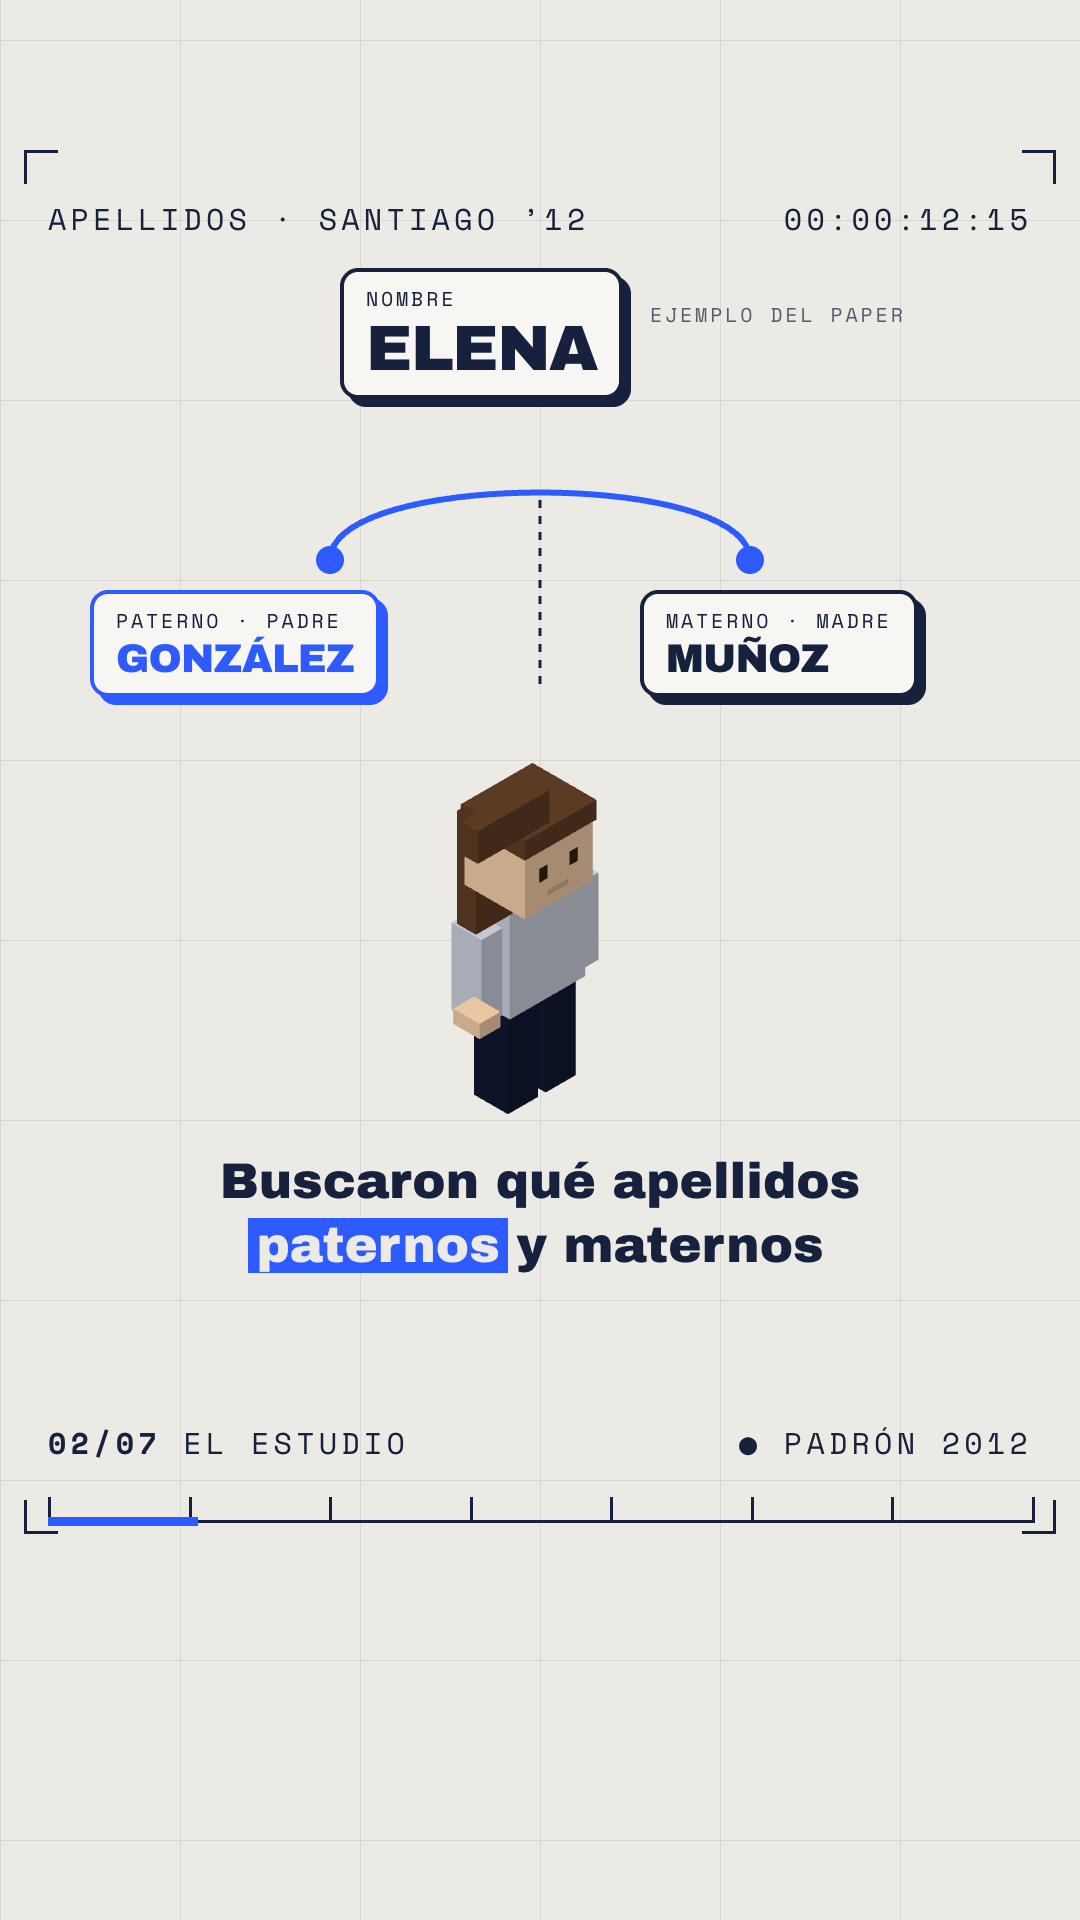 APELLIDOS · SANTIAGO ’12
00:00:12:15
NOMBRE
ELENA
EJEMPLO DEL PAPER
PATERNO · PADRE
GONZÁLEZ
MATERNO · MADRE
MUÑOZ
Buscaron qué apellidos
paternos y maternos
02/07 EL ESTUDIO
● PADRÓN 2012